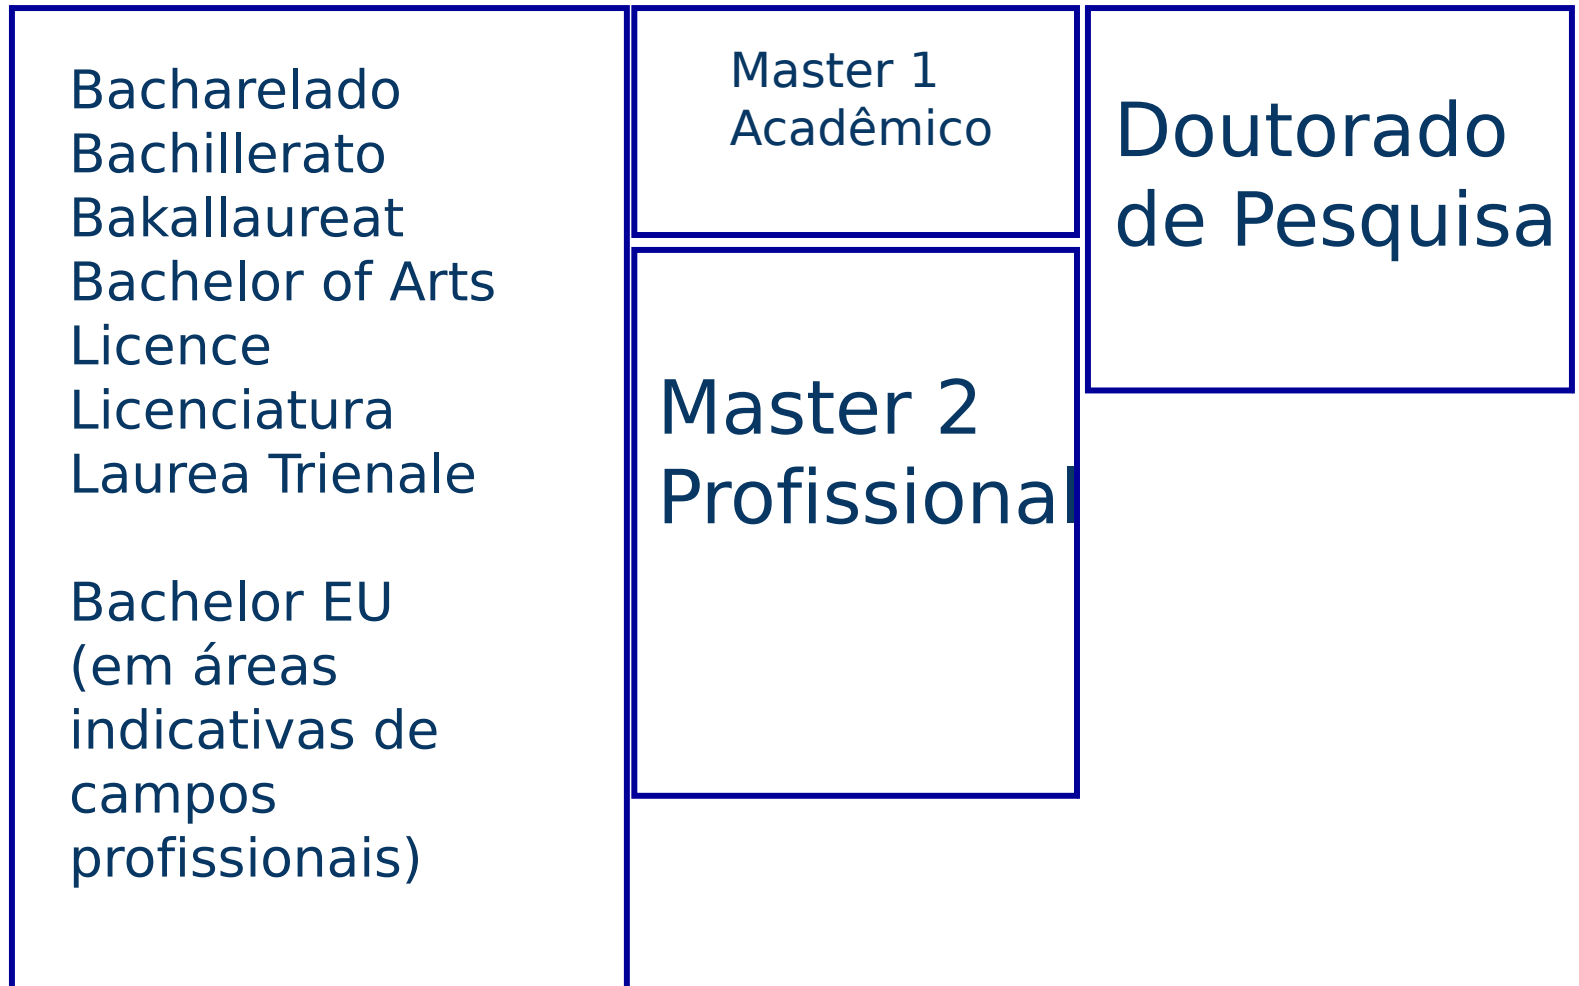 Bacharelado
Bachillerato
Bakallaureat
Bachelor of Arts
Licence
Licenciatura
Laurea Trienale
Bachelor EU
(em áreas
indicativas de
campos
profissionais)
Master 1
Acadêmico
Master 2
Profissional
Doutorado
de Pesquisa